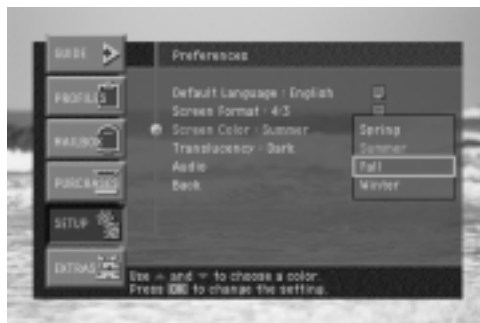 GUIDE
PROFILES
MAILBOX
PURCHASES
SETUP
EXTRAS
Preferences
Default Language : English
Screen Format : 4:3
Screen Color : Summer
Translucency : Dark
Audio
Back
Spring
Summer
Fall
Winter
Use and to choose a color.
Press OK to change the setting.